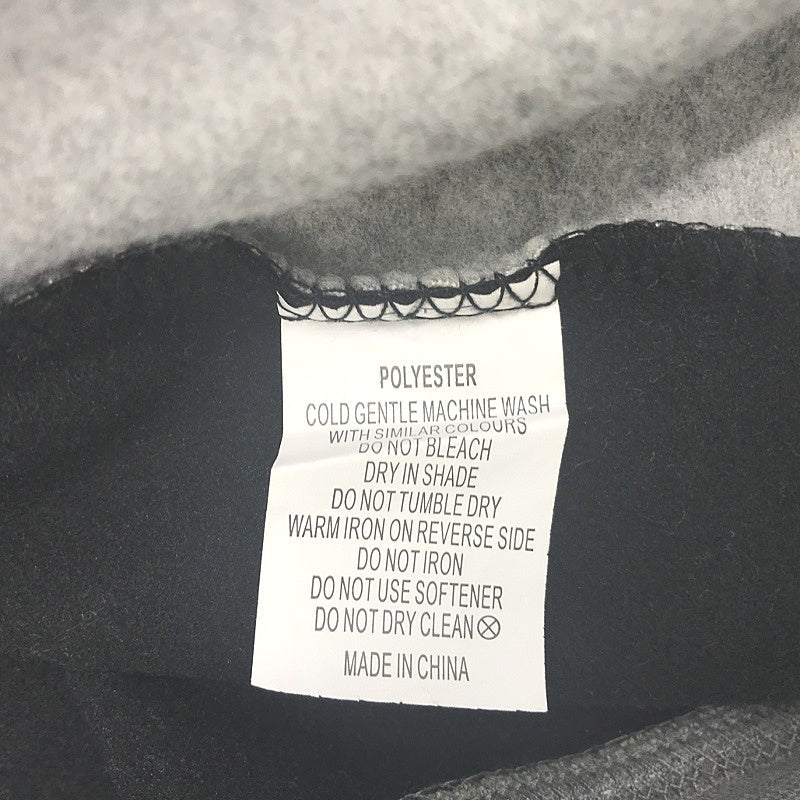 POLYESTER
COLD GENTLE MACHINE WASH
WITH SIMILAR COLOURS
DO NOT BLEACH
DRY IN SHADE
DO NOT TUMBLE DRY
WARM IRON ON REVERSE SIDE
DO NOT IRON
DO NOT USE SOFTENER
DO NOT DRY CLEAN
MADE IN CHINA